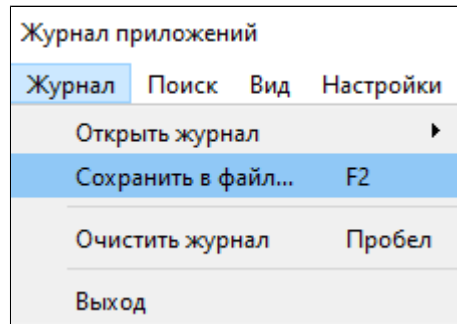 Журнал приложений
Журнал Поиск Вид Настройки
Открыть журнал
Сохранить в файл... F2
Очистить журнал Пробел
Выход